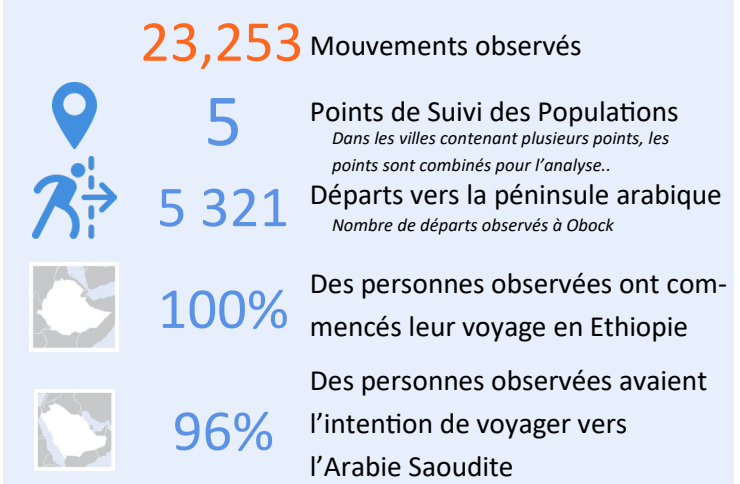 23,253 Mouvements observés
5 Points de Suivi des Populations
Dans les villes contenant plusieurs points, les
points sont combinés pour l'analyse..
5 321 Départs vers la péninsule arabique
Nombre de départs observés à Obock
100% Des personnes observées ont com-
mencés leur voyage en Ethiopie
96% Des personnes observées avaient
l'intention de voyager vers
l'Arabie Saoudite